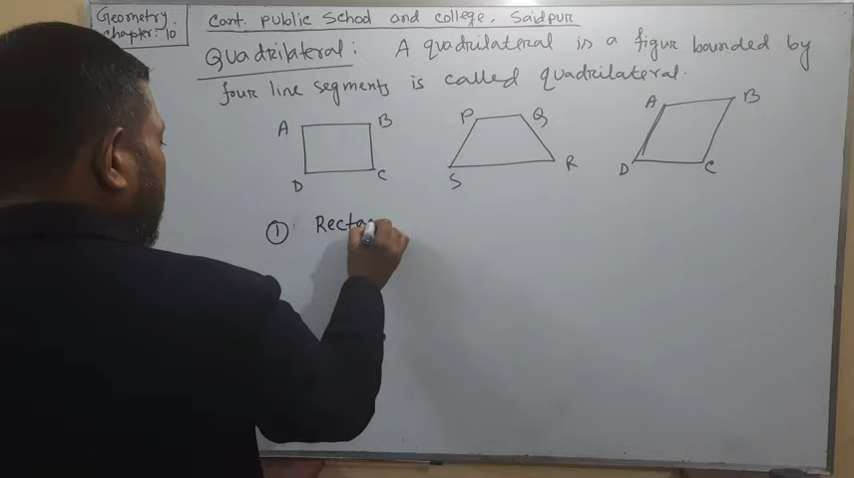 Geometry.
Chapter: 10
Cant. public School and college, Saidpur
Quadrilateral: A quadrilateral is a figure bounded by
four line segments is called quadrilateral.
A B P Q A B
D C S R D C
① Recta